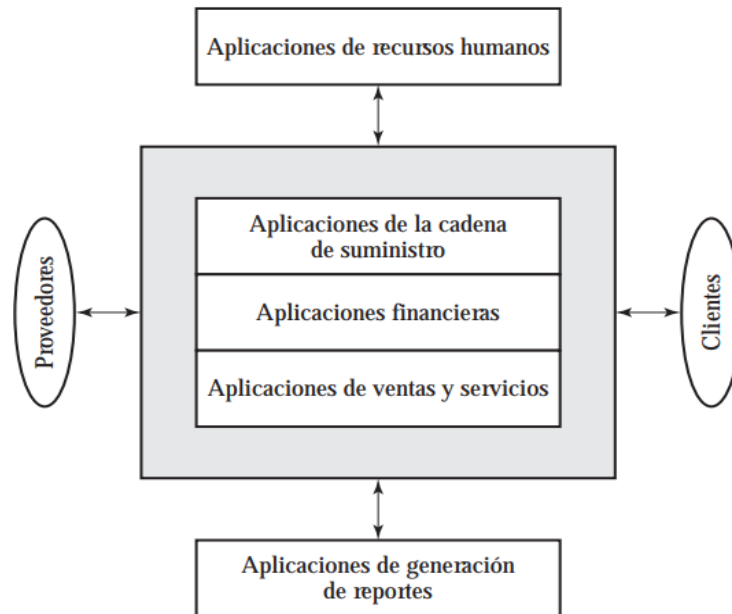 Aplicaciones de recursos humanos
Aplicaciones de la cadena
de suministro
Proveedores
Aplicaciones financieras
Clientes
Aplicaciones de ventas y servicios
Aplicaciones de generación
de reportes